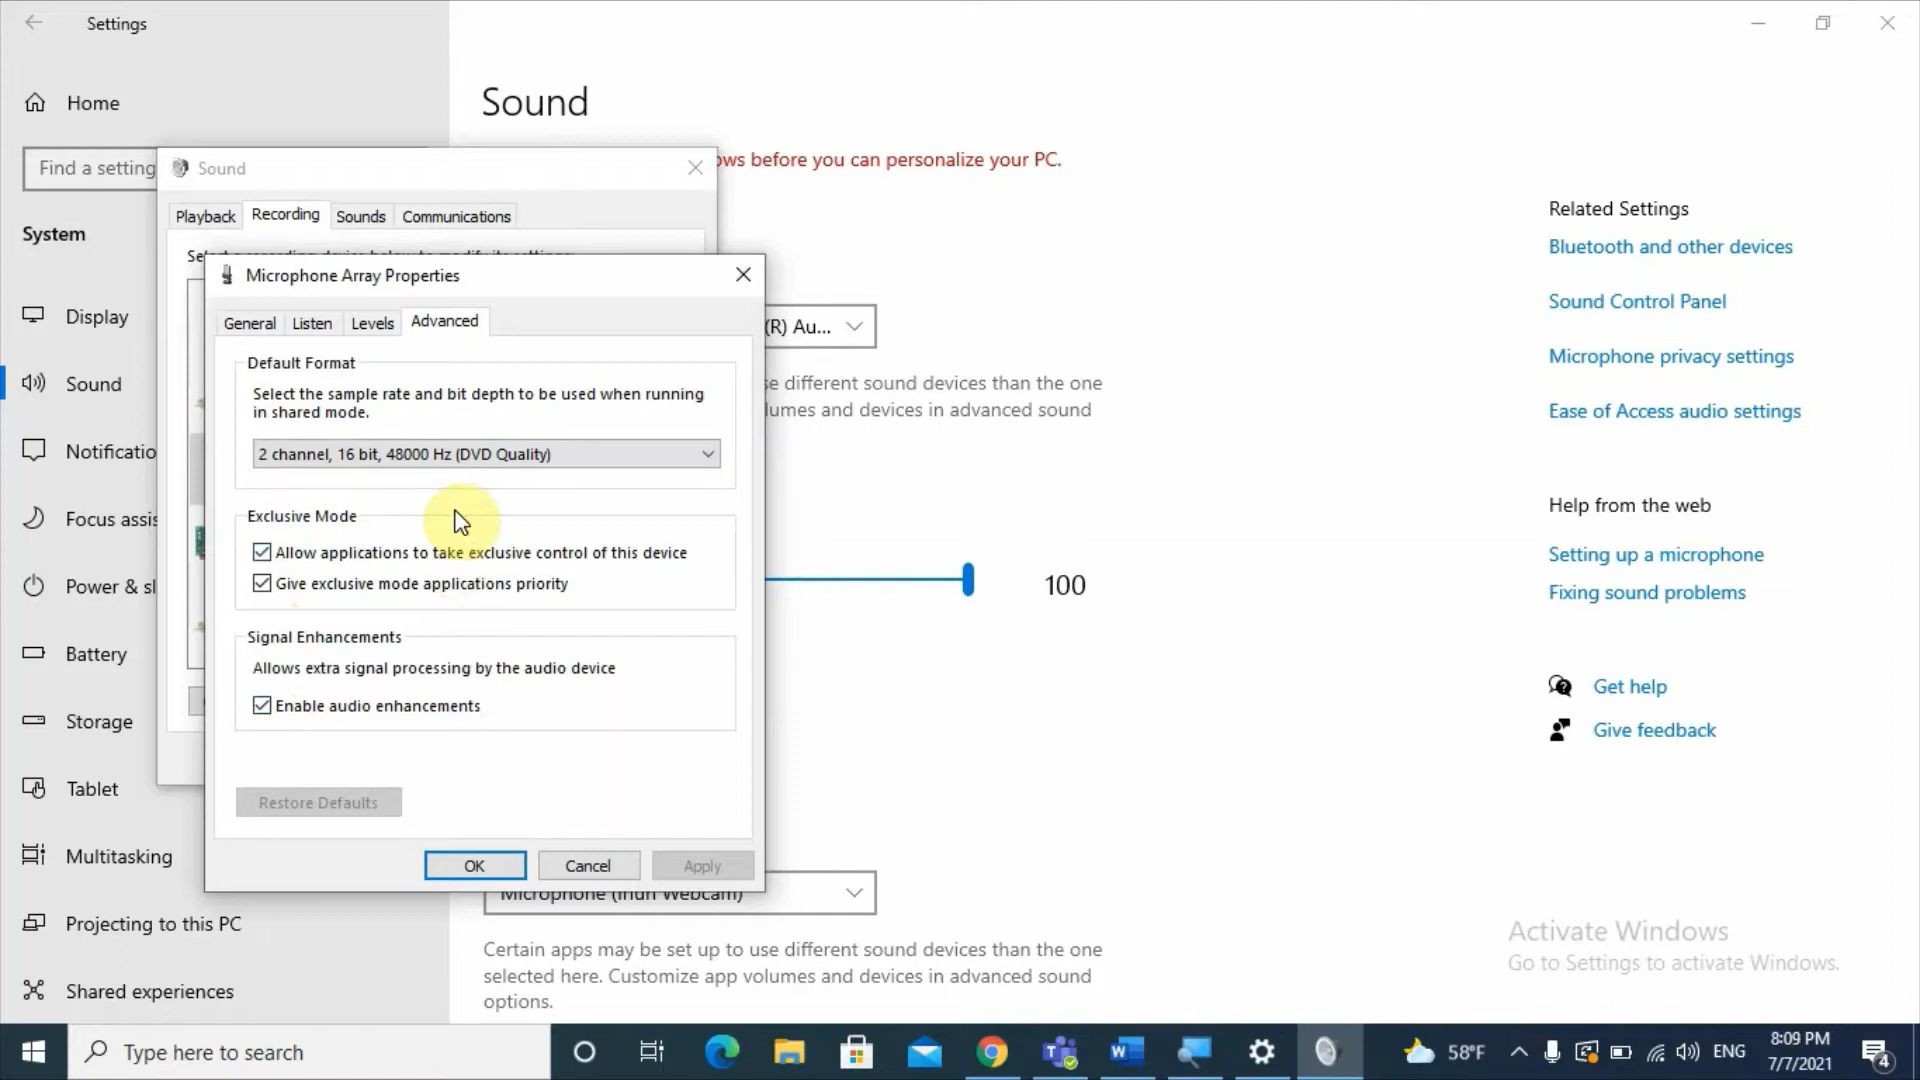 Settings
Home
Find a setting
System
Display
Sound
Notificatio
Focus assis
Power & sl
Battery
Storage
Tablet
Multitasking
Projecting to this PC
Shared experiences
Sound
ows before you can personalize your PC.
(R) Au...
se different sound devices than the one
lumes and devices in advanced sound
100
Microphone (Inun Webcam)
Certain apps may be set up to use different sound devices than the one
selected here. Customize app volumes and devices in advanced sound
options.
Sound
Playback Recording Sounds Communications
Microphone Array Properties
General Listen Levels Advanced
Default Format
Select the sample rate and bit depth to be used when running
in shared mode.
2 channel, 16 bit, 48000 Hz (DVD Quality)
Exclusive Mode
Allow applications to take exclusive control of this device
Give exclusive mode applications priority
Signal Enhancements
Allows extra signal processing by the audio device
Enable audio enhancements
Restore Defaults
OK Cancel Apply
Related Settings
Bluetooth and other devices
Sound Control Panel
Microphone privacy settings
Ease of Access audio settings
Help from the web
Setting up a microphone
Fixing sound problems
Get help
Give feedback
Activate Windows
Go to Settings to activate Windows.
Type here to search
58°F
ENG
8:09 PM
7/7/2021
4